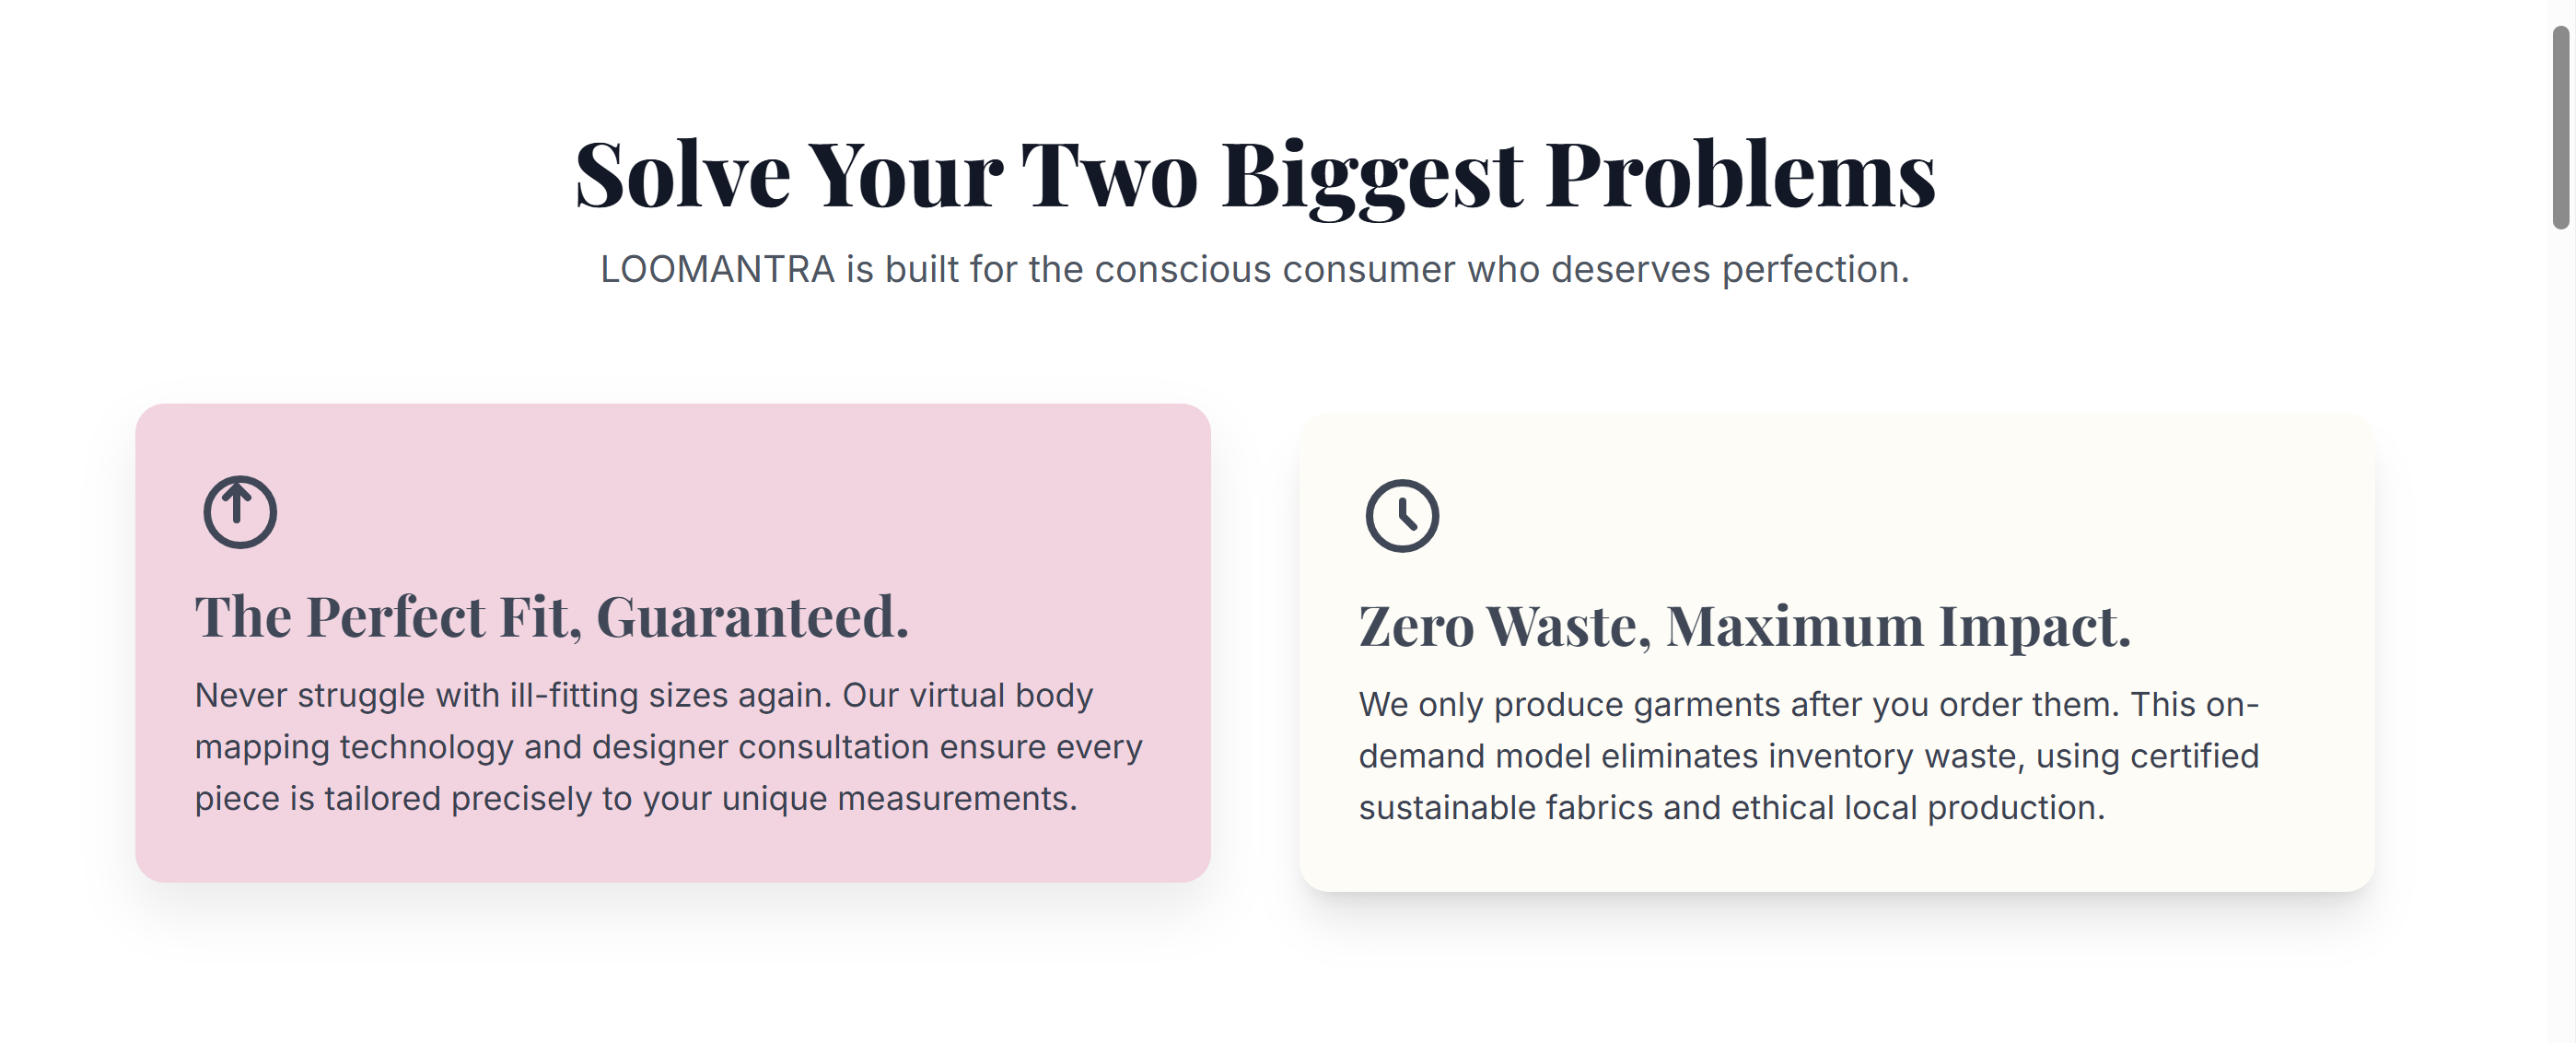 Solve Your Two Biggest Problems
LOOMANTRA is built for the conscious consumer who deserves perfection.
The Perfect Fit, Guaranteed.
Never struggle with ill-fitting sizes again. Our virtual body
mapping technology and designer consultation ensure every
piece is tailored precisely to your unique measurements.
Zero Waste, Maximum Impact.
We only produce garments after you order them. This on-
demand model eliminates inventory waste, using certified
sustainable fabrics and ethical local production.